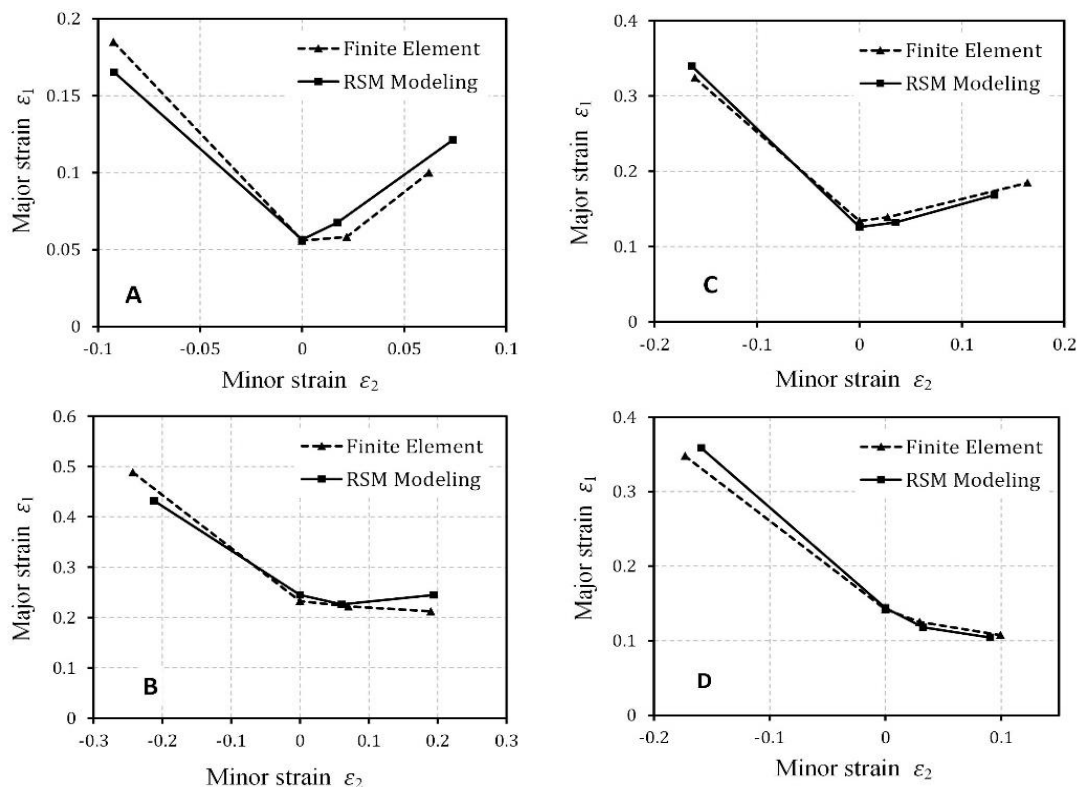 0.2
0.15
0.1
0.05
0
Major strain ε1
Finite Element
RSM Modeling
A
-0.1
-0.05
0
0.05
0.1
Minor strain ε2
0.4
0.3
0.2
0.1
0
Major strain ε1
Finite Element
RSM Modeling
C
-0.2
-0.1
0
0.1
0.2
Minor strain ε2
0.6
0.5
0.4
0.3
0.2
0.1
0
Major strain ε1
Finite Element
RSM Modeling
B
-0.3
-0.2
-0.1
0
0.1
0.2
0.3
Minor strain ε2
0.4
0.3
0.2
0.1
0
Major strain ε1
Finite Element
RSM Modeling
D
-0.2
-0.1
0
0.1
Minor strain ε2